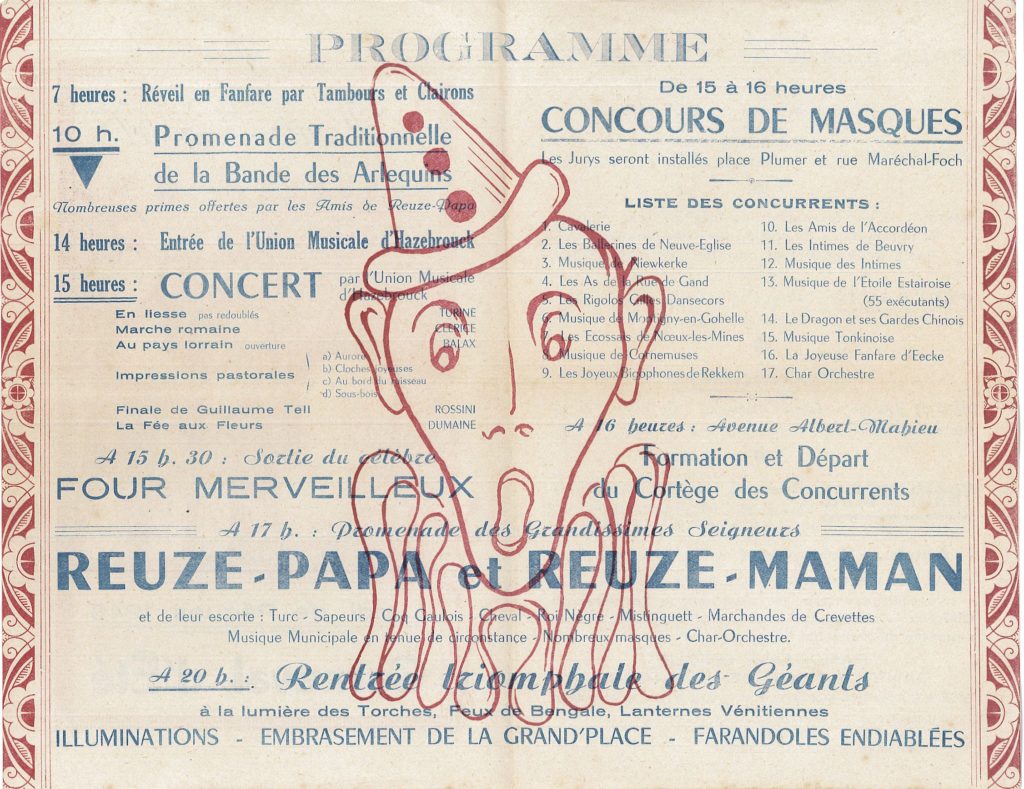 PROGRAMME
7 heures : Réveil en Fanfare par Tambours et Clairons
10 h. Promenade Traditionnelle
de la Bande des Arlequins
Nombreuses primes offertes par les Amis de Reuze-Papa
14 heures : Entrée de l'Union Musicale d'Hazebrouck
15 heures : CONCERT par l'Union Musicale
d'Hazebrouck
En liesse pas redoublés TURINE
Marche romaine CLERICE
Au pays lorrain ouverture BALAX
Impressions pastorales
a) Aurore
b) Cloches joyeuses
c) Au bord du ruisseau
d) Sous-bois
Finale de Guillaume Tell ROSSINI
La Fée aux Fleurs DUMAINE
A 15 h. 30 : Sortie du célèbre
FOUR MERVEILLEUX
De 15 à 16 heures
CONCOURS DE MASQUES
Les Jurys seront installés place Plumer et rue Maréchal-Foch
LISTE DES CONCURRENTS :
1. Cavalerie
2. Les Ballerines de Neuve-Eglise
3. Musique de Niewkerke
4. Les As de la Rue de Gand
5. Les Rigolos Gilles Dansecors
6. Musique de Montigny-en-Gohelle
7. Les Ecossais de Nœux-les-Mines
8. Musique de Cornemuses
9. Les Joyeux Bigophones de Rekkem
10. Les Amis de l'Accordéon
11. Les Intimes de Beuvry
12. Musique des Intimes
13. Musique de l'Etoile Estairoise
(55 exécutants)
14. Le Dragon et ses Gardes Chinois
15. Musique Tonkinoise
16. La Joyeuse Fanfare d'Eecke
17. Char Orchestre
A 16 heures : Avenue Albert-Mahieu
Formation et Départ
du Cortège des Concurrents
A 17 h. : Promenade des Grandissimes Seigneurs
REUZE-PAPA et REUZE-MAMAN
et de leur escorte : Turc - Sapeurs - Coq Gaulois - Cheval - Roi Nègre - Mistinguett - Marchandes de Crevettes
Musique Municipale en tenue de circonstance - Nombreux masques - Char-Orchestre.
A 20 h. : Rentrée triomphale des Géants
à la lumière des Torches, Feux de Bengale, Lanternes Vénitiennes
ILLUMINATIONS - EMBRASEMENT DE LA GRAND'PLACE - FARANDOLES ENDIABLÉES